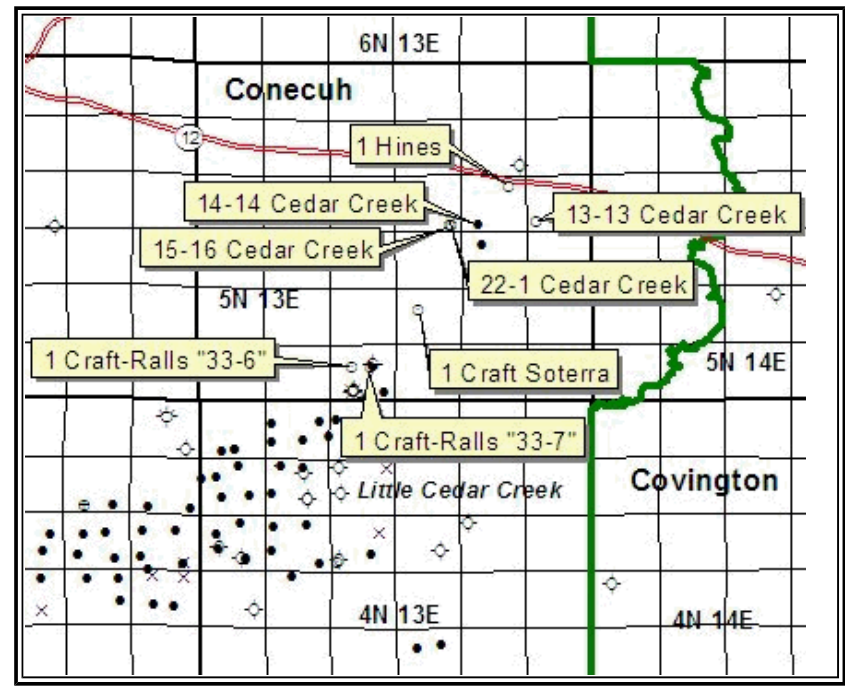 6N 13E
Conecuh
12
1 Hines
14-14 Cedar Creek
13-13 Cedar Creek
15-16 Cedar Creek
22-1 Cedar Creek
5N 13E
1 Craft-Ralls "33-6"
1 Craft Soterra
5N 14E
1 Craft-Ralls "33-7"
Little Cedar Creek
Covington
4N 13E
4N 14E